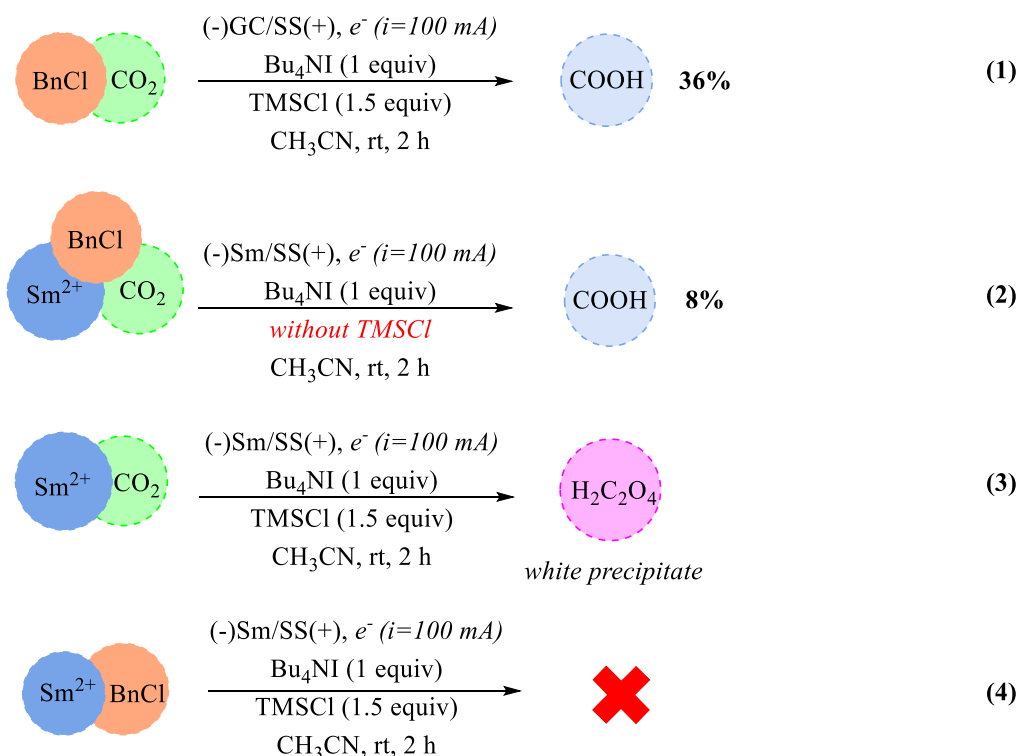 (-)GC/SS(+), e⁻ (i=100 mA)
BnCl CO₂ Bu₄NI (1 equiv) COOH 36% (1)
TMSCl (1.5 equiv)
CH₃CN, rt, 2 h
BnCl
(-)Sm/SS(+), e⁻ (i=100 mA)
Sm²⁺ CO₂ Bu₄NI (1 equiv) COOH 8% (2)
without TMSCl
CH₃CN, rt, 2 h
(-)Sm/SS(+), e⁻ (i=100 mA)
Sm²⁺ CO₂ Bu₄NI (1 equiv) H₂C₂O₄ (3)
TMSCl (1.5 equiv)
CH₃CN, rt, 2 h
white precipitate
(-)Sm/SS(+), e⁻ (i=100 mA)
Sm²⁺ BnCl Bu₄NI (1 equiv) (4)
TMSCl (1.5 equiv)
CH₃CN, rt, 2 h